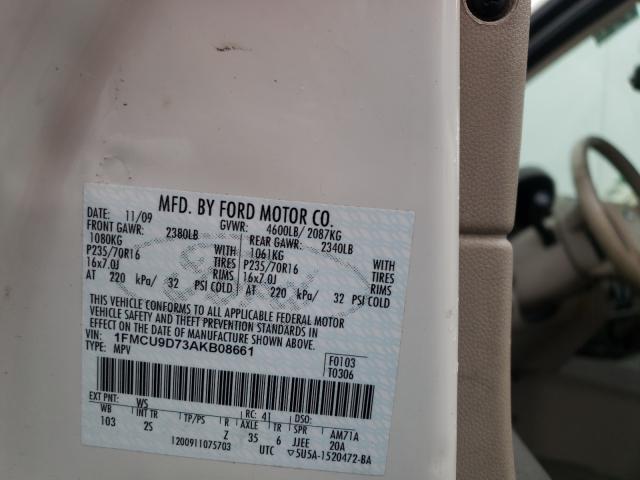 MFD. BY FORD MOTOR CO.
DATE: 11/09 GVWR: 4600LB/ 2087KG
FRONT GAWR: 2380LB REAR GAWR: 2340LB
1080KG WITH 1061KG WITH
P235/70R16 TIRES P235/70R16 TIRES
16x7.0J RIMS 16x7.0J RIMS
AT 220 kPa/ 32 PSI COLD AT 220 kPa/ 32 PSI COLD
THIS VEHICLE CONFORMS TO ALL APPLICABLE FEDERAL MOTOR
VEHICLE SAFETY AND THEFT PREVENTION STANDARDS IN
EFFECT ON THE DATE OF MANUFACTURE SHOWN ABOVE.
VIN: 1FMCU9D73AKB08661
TYPE: MPV
F0103
T0306
EXT PNT: WS RC: 41 DSO:
WB INT TR TP/PS R AXLE TR SPR AM71A
103 2S Z 35 6 JJEE 20A
1200911075703 UTC ▽5U5A-1520472-BA